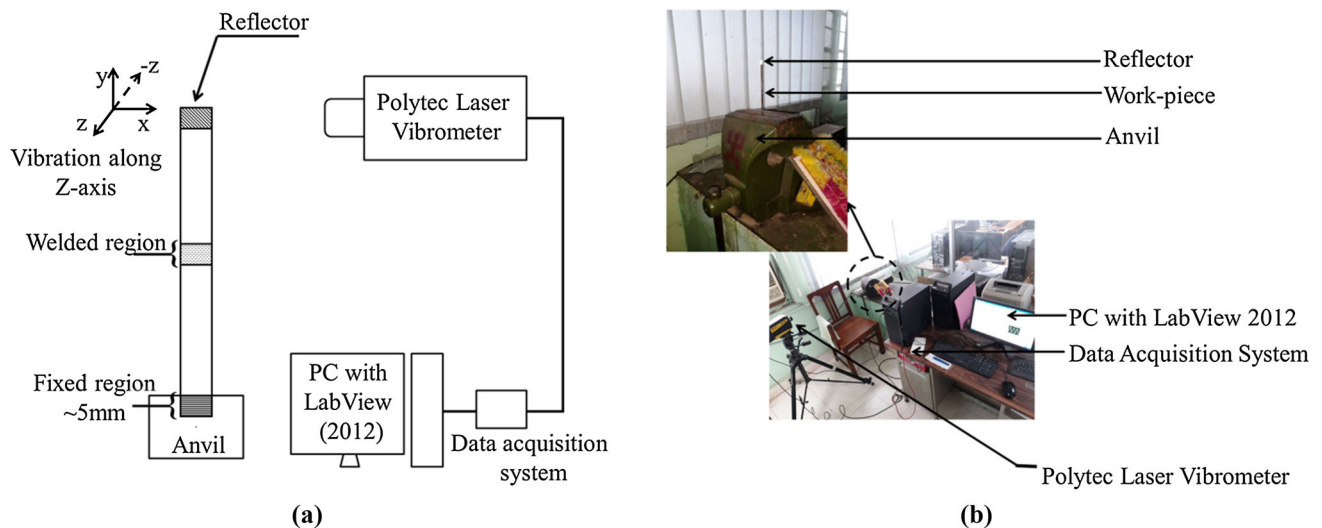 Reflector
y
-z
z
x
Vibration along
Z-axis
Welded region
Fixed region
~5mm
Anvil
Polytec Laser
Vibrometer
PC with
LabView
(2012)
Data acquisition
system
(a)
Reflector
Work-piece
Anvil
PC with LabView 2012
Data Acquisition System
Polytec Laser Vibrometer
(b)